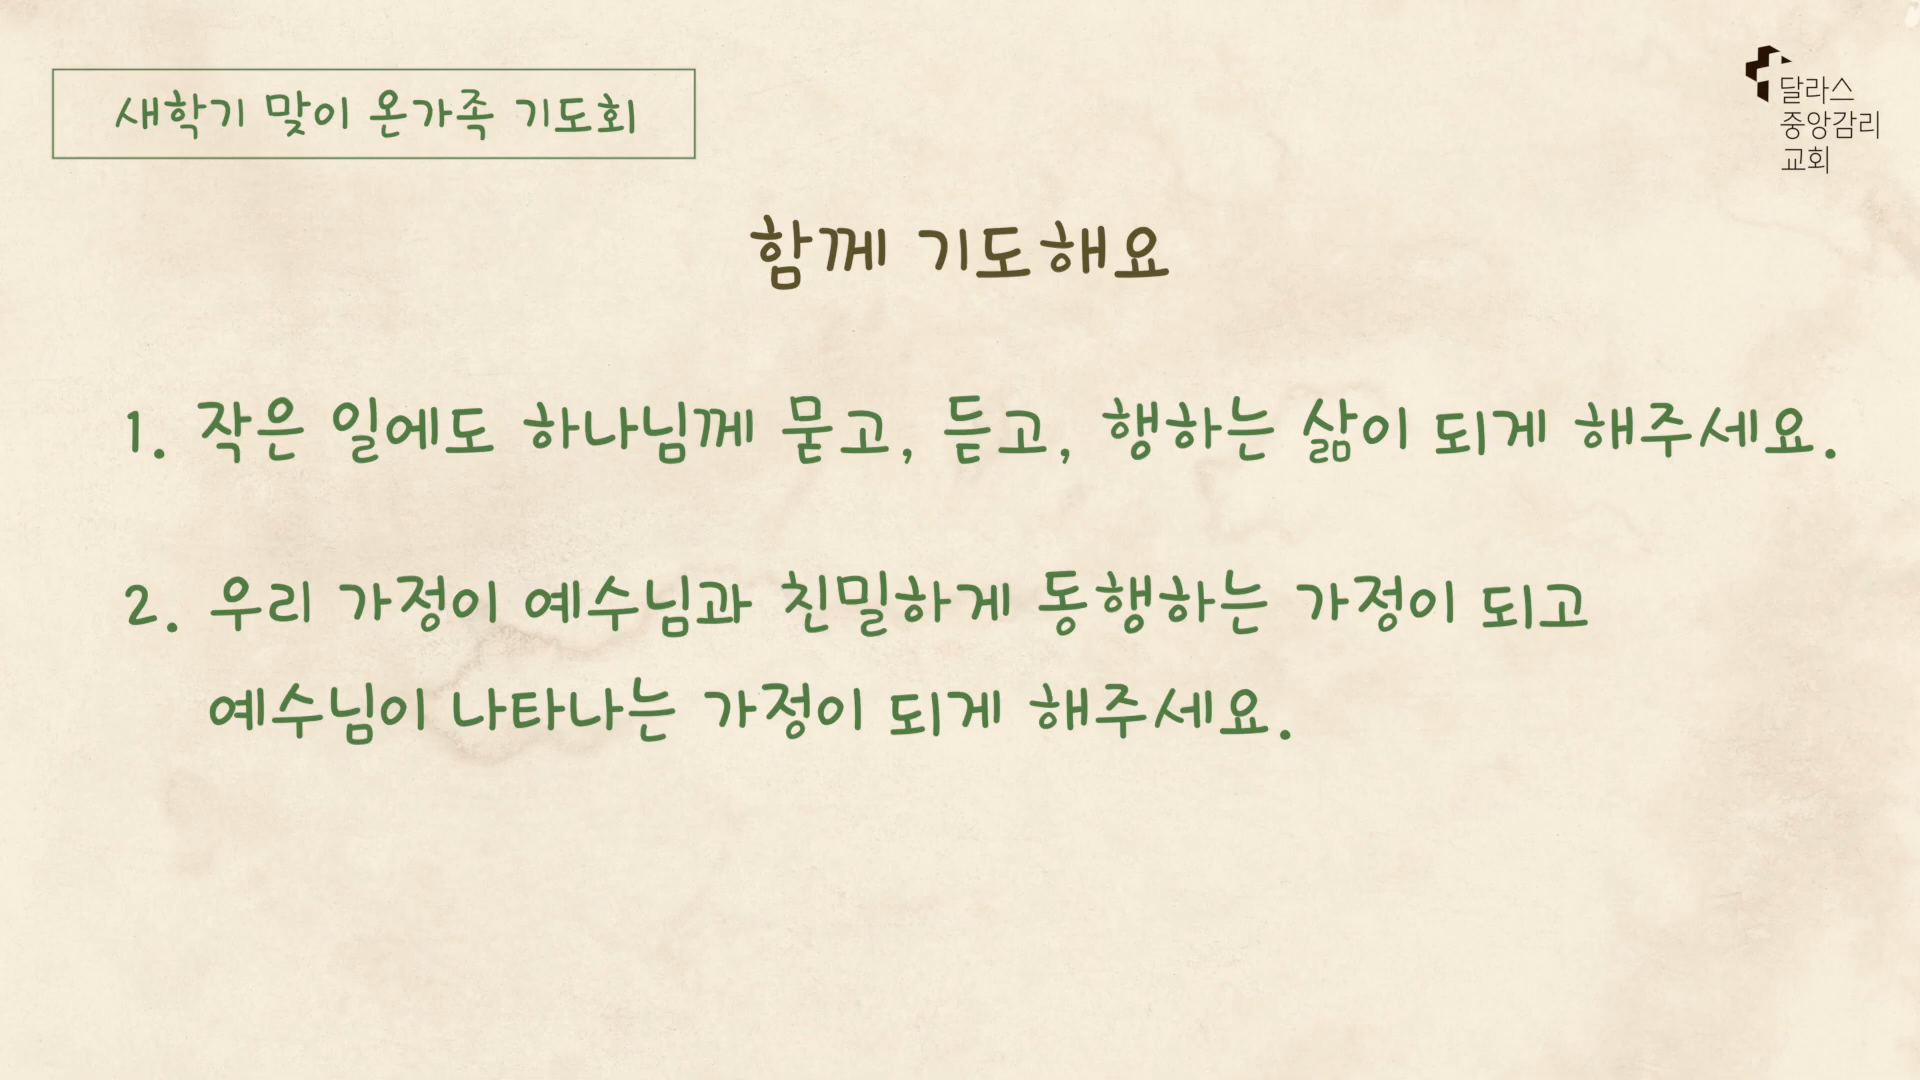 새학기 맞이 온가족 기도회
달라스
중앙감리
교회
함께 기도해요
1. 작은 일에도 하나님께 묻고, 듣고, 행하는 삶이 되게 해주세요.
2. 우리 가정이 예수님과 친밀하게 동행하는 가정이 되고
예수님이 나타나는 가정이 되게 해주세요.